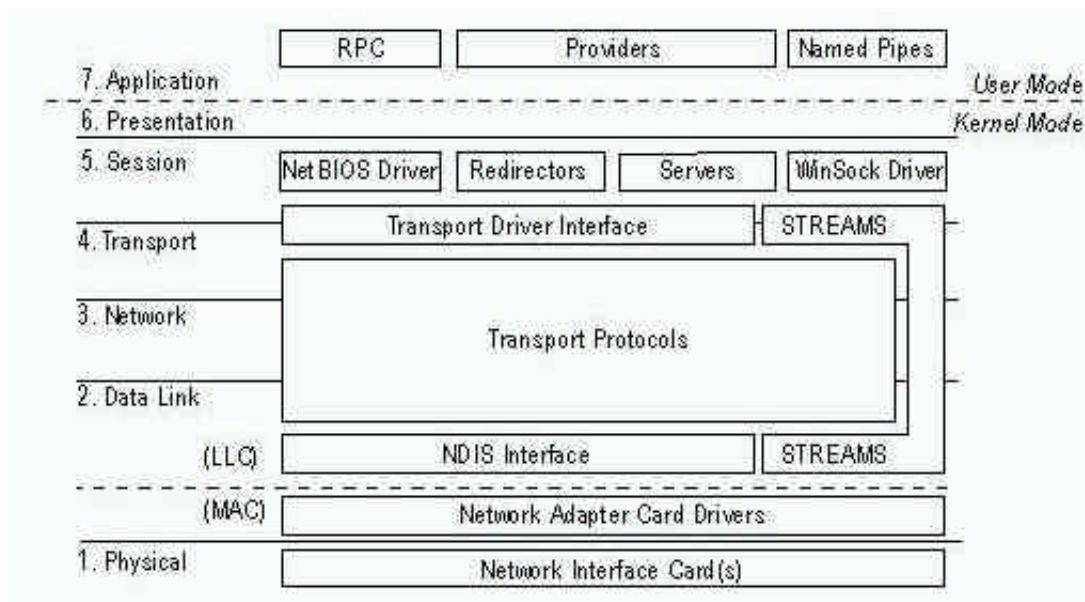 RPC Providers Named Pipes
7. Application User Mode
6. Presentation Kernel Mode
5. Session NetBIOS Driver Redirectors Servers WinSock Driver
Transport Driver Interface STREAMS
4. Transport
3. Network
Transport Protocols
2. Data Link
(LLC) NDIS Interface STREAMS
(MAC) Network Adapter Card Drivers
1. Physical Network Interface Card(s)